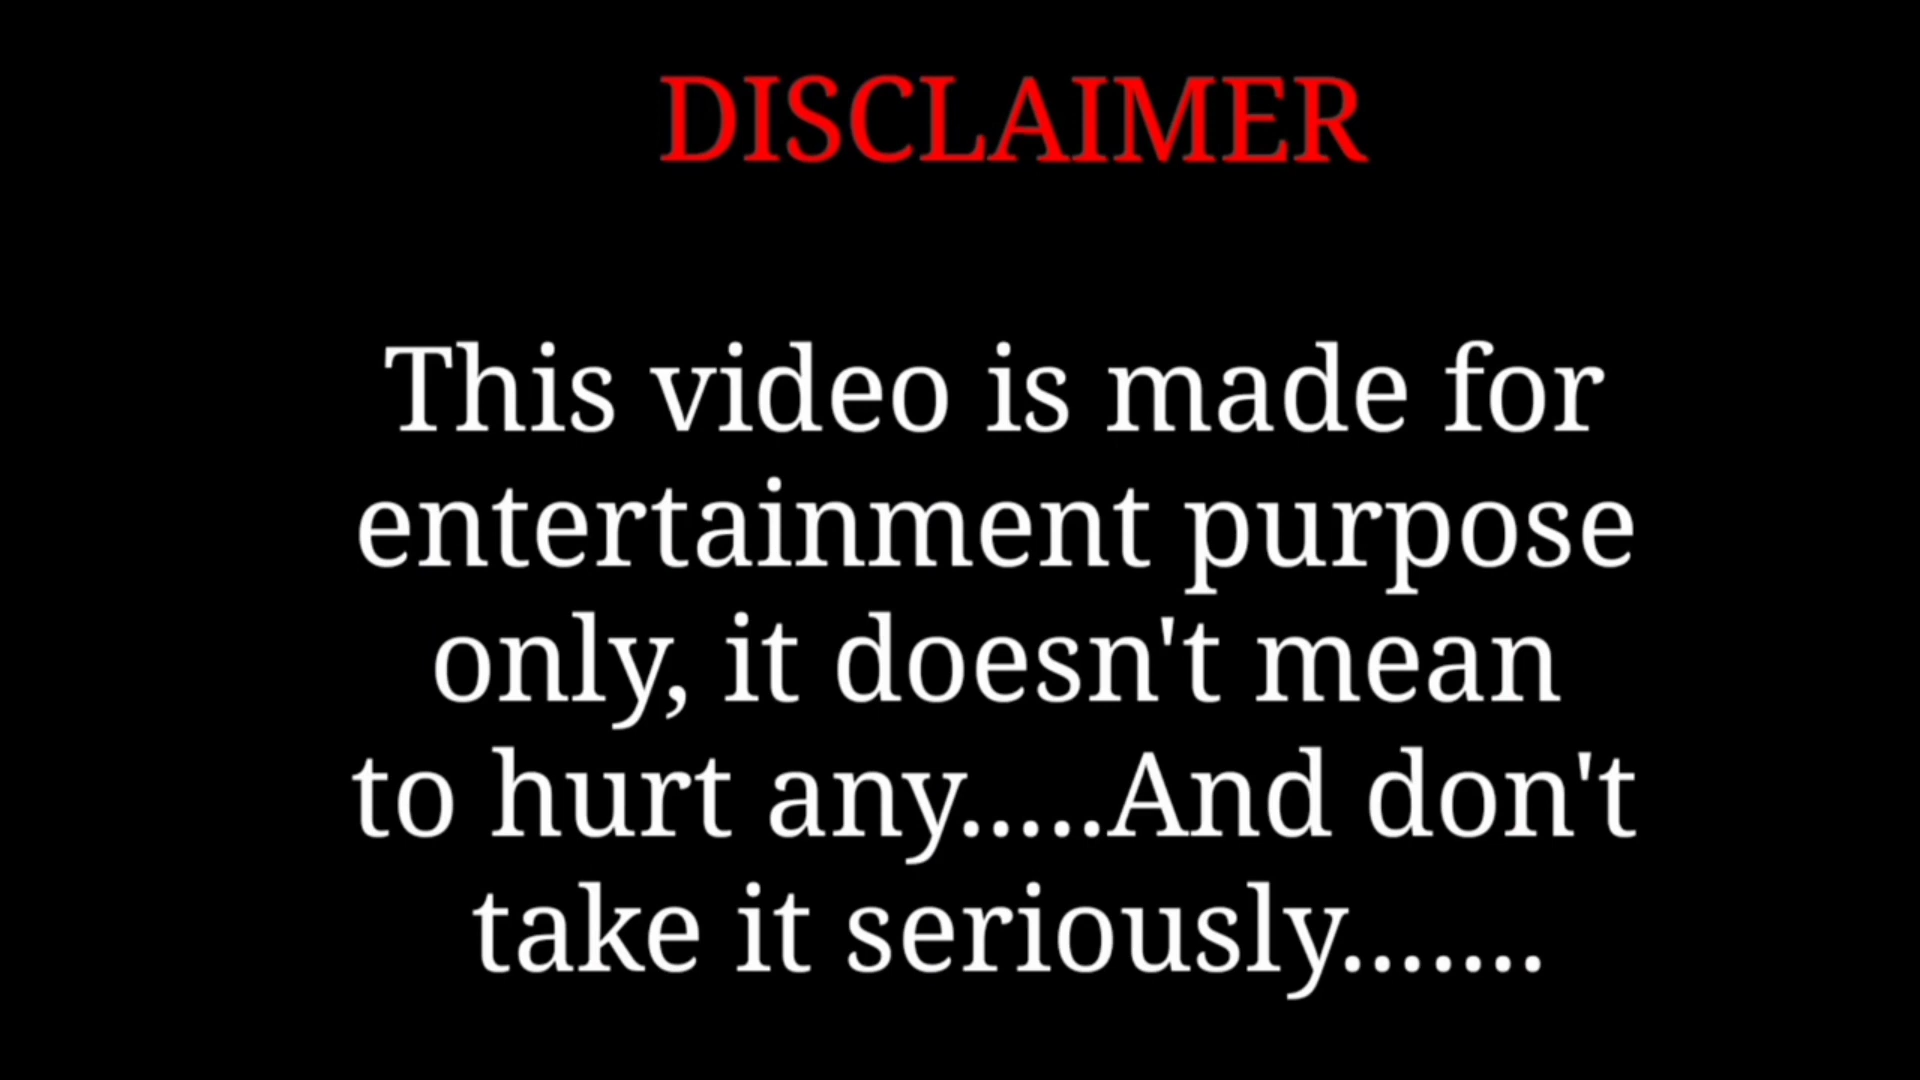 DISCLAIMER
This video is made for
entertainment purpose
only, it doesn't mean
to hurt any.....And don't
take it seriously.......